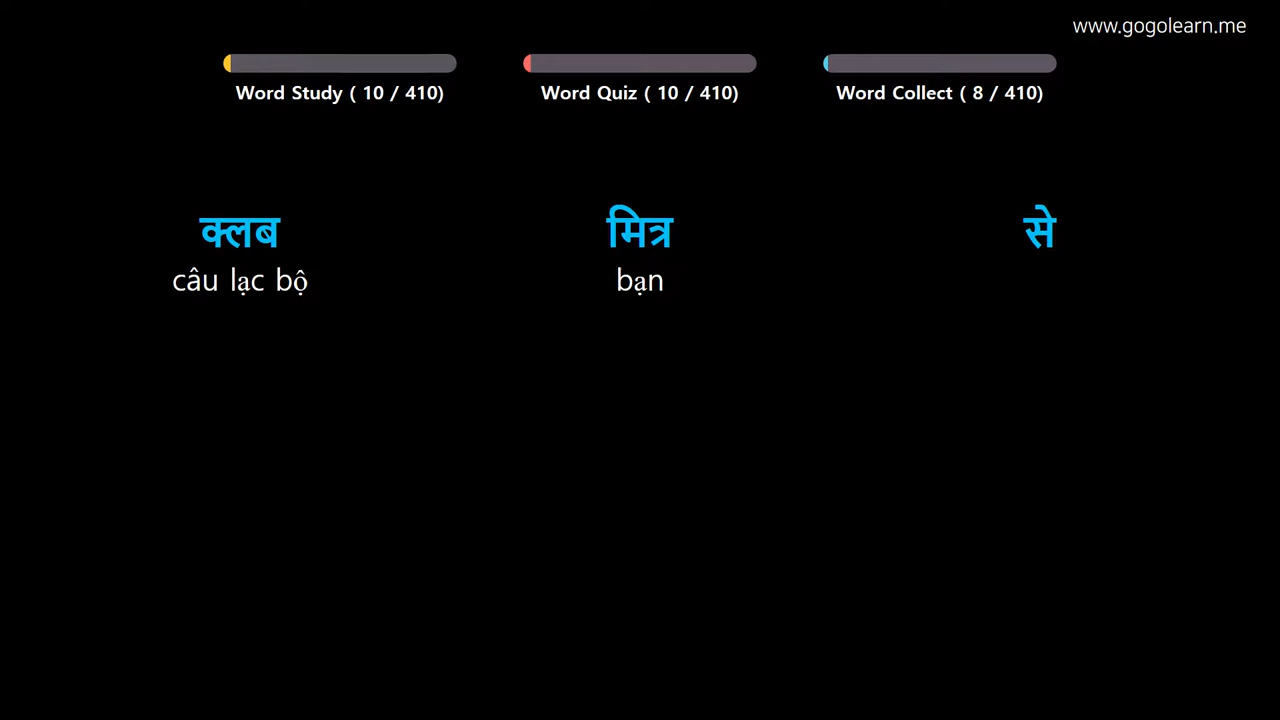 www.gogolearn.me
Word Study ( 10 / 410) Word Quiz ( 10 / 410) Word Collect ( 8 / 410)
क्लब मित्र से
câu lạc bộ bạn